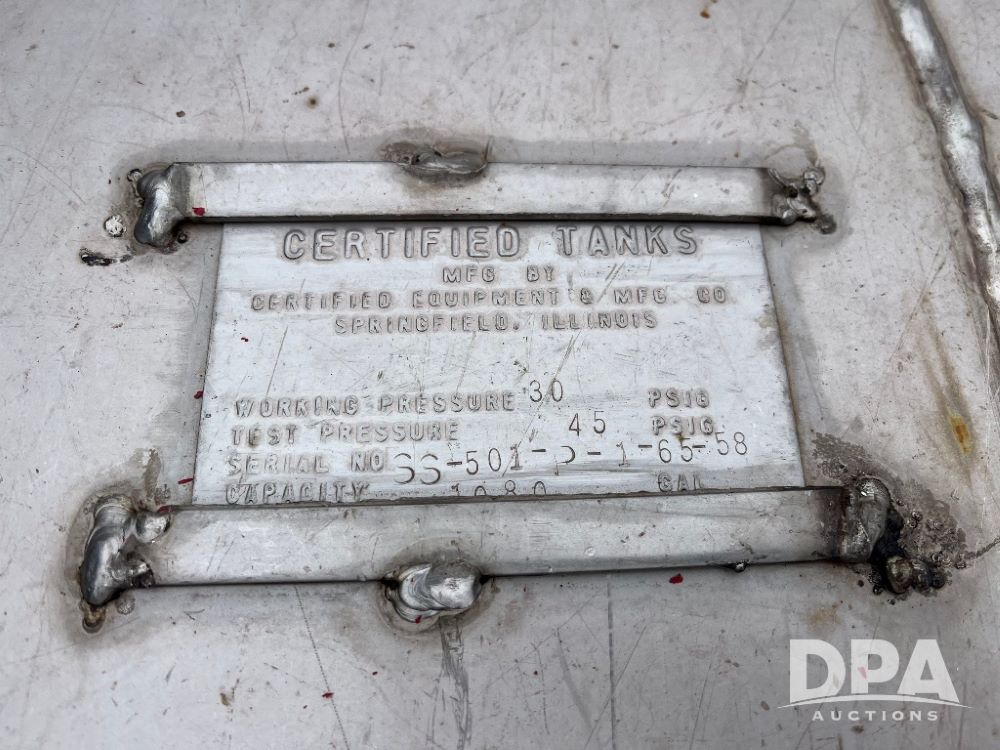 CERTIFIED TANKS
MFG BY
CERTIFIED EQUIPMENT & MFG. CO
SPRINGFIELD, ILLINOIS
WORKING PRESSURE 30 PSIG
TEST PRESSURE 45 PSIG
SERIAL NO SS-501-P-1-65-58
CAPACITY 1080 GAL
DPA
AUCTIONS